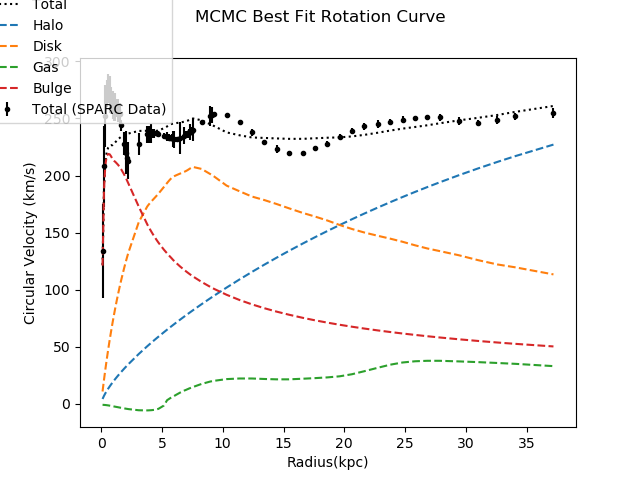 MCMC Best Fit Rotation Curve
Total
Halo
Disk
Gas
Bulge
Total (SPARC Data)
300
250
200
150
100
50
0
Circular Velocity (km/s)
0 5 10 15 20 25 30 35
Radius(kpc)